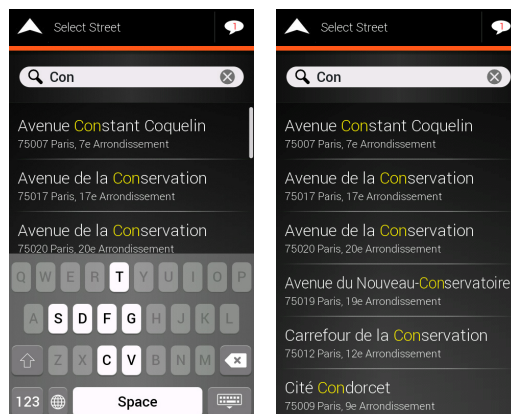 Select Street
1
Con
Avenue Constant Coquelin
75007 Paris, 7e Arrondissement
Avenue de la Conservation
75017 Paris, 17e Arrondissement
Avenue de la Conservation
75020 Paris, 20e Arrondissement
Q W E R T Y U I O P
A S D F G H J K L
Z X C V B N M
123 Space
Select Street
1
Con
Avenue Constant Coquelin
75007 Paris, 7e Arrondissement
Avenue de la Conservation
75017 Paris, 17e Arrondissement
Avenue de la Conservation
75020 Paris, 20e Arrondissement
Avenue du Nouveau-Conservatoire
75019 Paris, 19e Arrondissement
Carrefour de la Conservation
75012 Paris, 12e Arrondissement
Cité Condorcet
75009 Paris, 9e Arrondissement